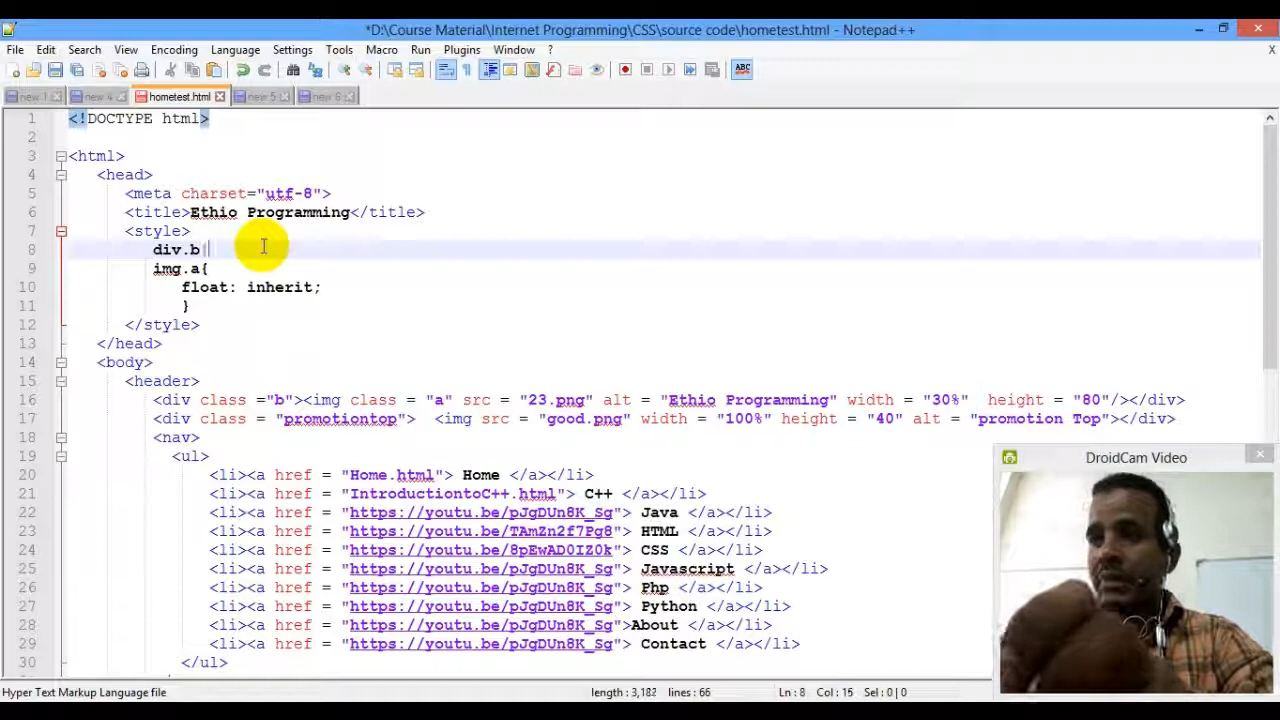 *D:\Course Material\Internet Programming\CSS\source code\hometest.html - Notepad++
File Edit Search View Encoding Language Settings Tools Macro Run Plugins Window ? X
ABC
new 1 new 4 hometest.html new 5 new 6
1 <!DOCTYPE html>
2
3 <html>
4 <head>
5 <meta charset="utf-8">
6 <title>Ethio Programming</title>
7 <style>
8 div.b
9 img.a{
10 float: inherit;
11 }
12 </style>
13 </head>
14 <body>
15 <header>
16 <div class ="b"><img class = "a" src = "23.png" alt = "Ethio Programming" width = "30%" height = "80"/></div>
17 <div class = "promotiontop"> <img src = "good.png" width = "100%" height = "40" alt = "promotion Top"></div>
18 <nav>
19 <ul>
20 <li><a href = "Home.html"> Home </a></li>
21 <li><a href = "IntroductiontoC++.html"> C++ </a></li>
22 <li><a href = "https://youtu.be/pJgDUn8K_Sg"> Java </a></li>
23 <li><a href = "https://youtu.be/TAmZn2f7Pg8"> HTML </a></li>
24 <li><a href = "https://youtu.be/8pEwAD0IZ0k"> CSS </a></li>
25 <li><a href = "https://youtu.be/pJgDUn8K_Sg"> Javascript </a></li>
26 <li><a href = "https://youtu.be/pJgDUn8K_Sg"> Php </a></li>
27 <li><a href = "https://youtu.be/pJgDUn8K_Sg"> Python </a></li>
28 <li><a href = "https://youtu.be/pJgDUn8K_Sg">About </a></li>
29 <li><a href = "https://youtu.be/pJgDUn8K_Sg"> Contact </a></li>
30 </ul>
DroidCam Video
Hyper Text Markup Language file length : 3,182 lines : 66 Ln : 8 Col : 15 Sel : 0 | 0